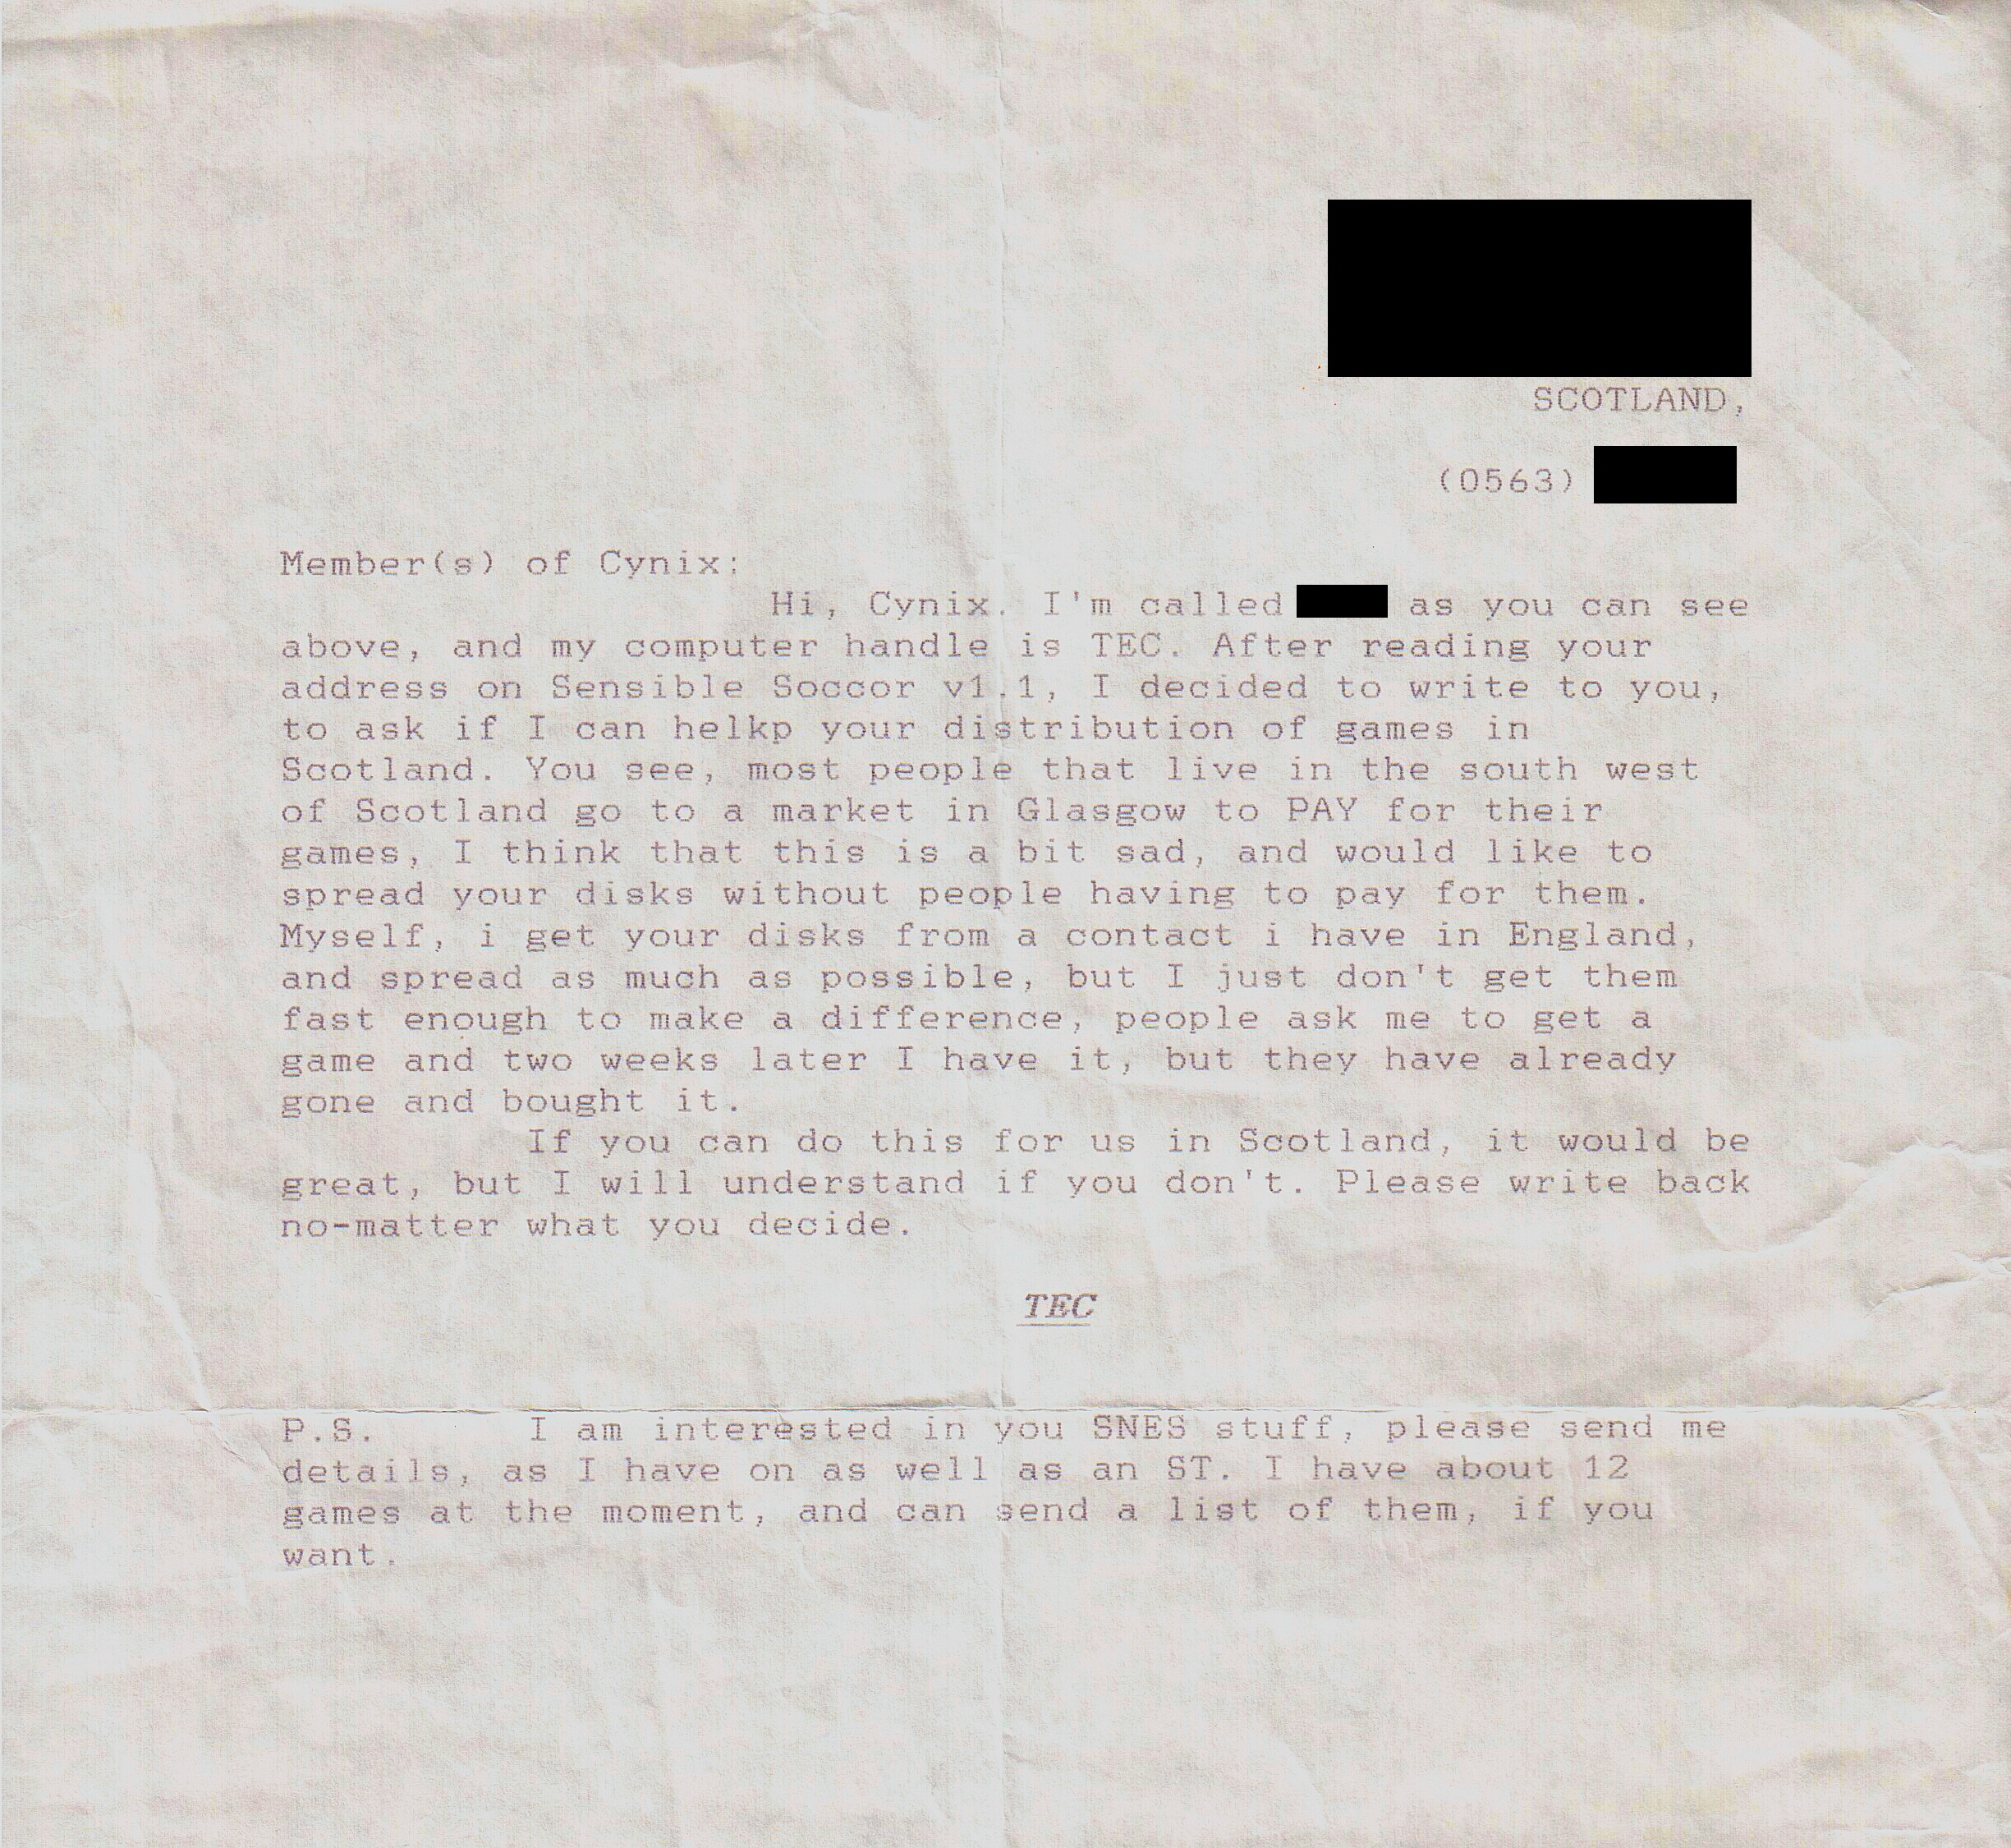 SCOTLAND,
(0563)
Member(s) of Cynix:
Hi, Cynix. I'm called as you can see
above, and my computer handle is TEC. After reading your
address on Sensible Soccor v1.1, I decided to write to you,
to ask if I can helkp your distribution of games in
Scotland. You see, most people that live in the south west
of Scotland go to a market in Glasgow to PAY for their
games, I think that this is a bit sad, and would like to
spread your disks without people having to pay for them.
Myself, i get your disks from a contact i have in England,
and spread as much as possible, but I just don't get them
fast enough to make a difference, people ask me to get a
game and two weeks later I have it, but they have already
gone and bought it.
If you can do this for us in Scotland, it would be
great, but I will understand if you don't. Please write back
no-matter what you decide.
TEC
P.S. I am interested in you SNES stuff, please send me
details, as I have on as well as an ST. I have about 12
games at the moment, and can send a list of them, if you
want.